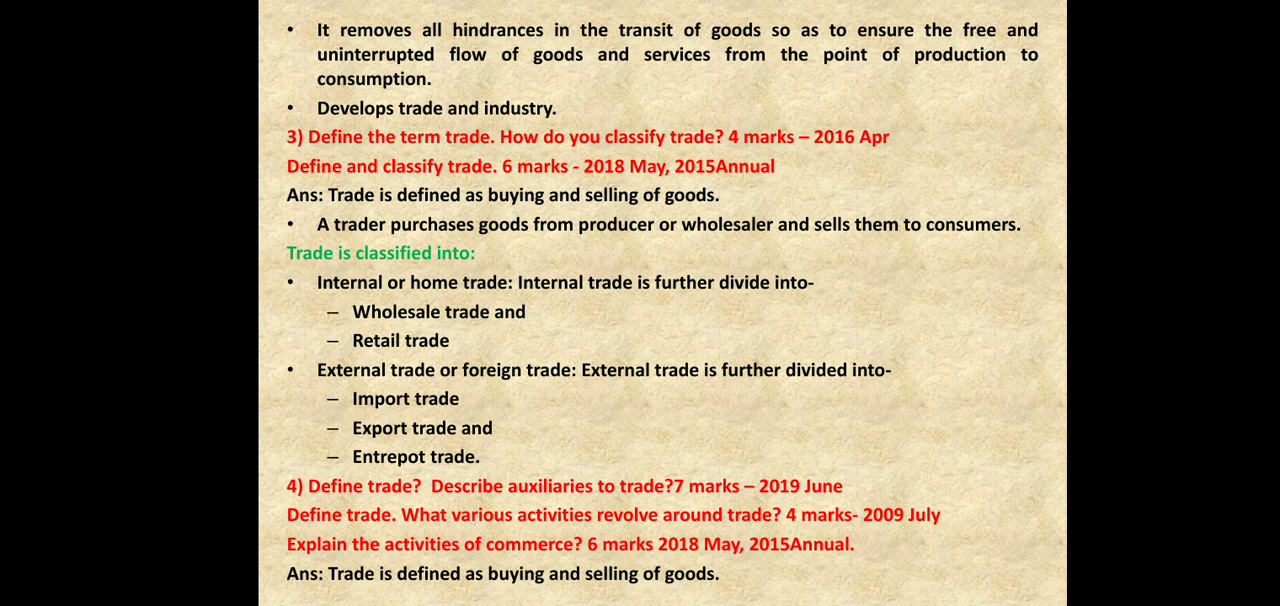 • It removes all hindrances in the transit of goods so as to ensure the free and
uninterrupted flow of goods and services from the point of production to
consumption.
• Develops trade and industry.
3) Define the term trade. How do you classify trade? 4 marks – 2016 Apr
Define and classify trade. 6 marks - 2018 May, 2015Annual
Ans: Trade is defined as buying and selling of goods.
• A trader purchases goods from producer or wholesaler and sells them to consumers.
Trade is classified into:
• Internal or home trade: Internal trade is further divide into-
– Wholesale trade and
– Retail trade
• External trade or foreign trade: External trade is further divided into-
– Import trade
– Export trade and
– Entrepot trade.
4) Define trade?  Describe auxiliaries to trade?7 marks – 2019 June
Define trade. What various activities revolve around trade? 4 marks- 2009 July
Explain the activities of commerce? 6 marks 2018 May, 2015Annual.
Ans: Trade is defined as buying and selling of goods.